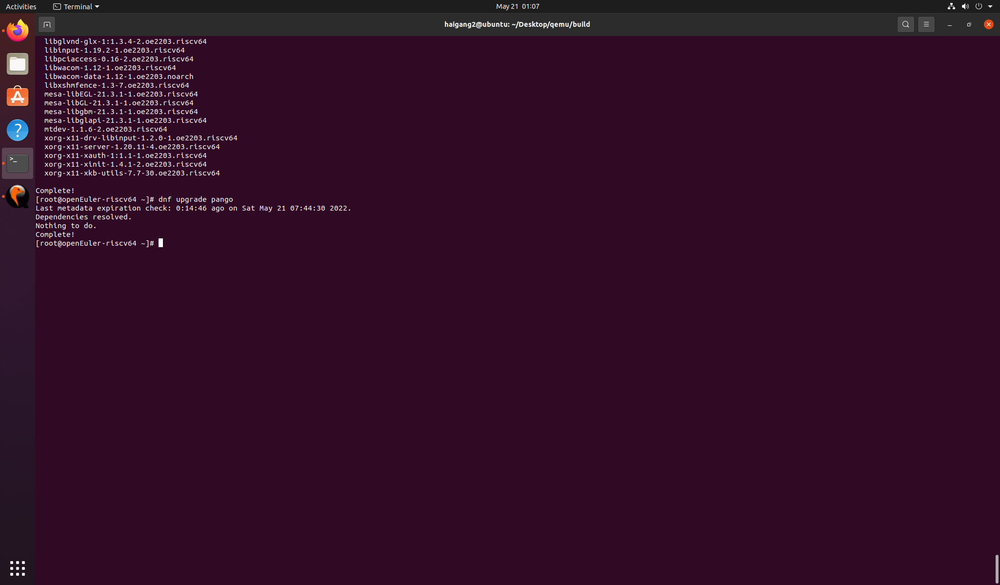 Activities
Terminal
May 21 01:07
haigang2@ubuntu: ~/Desktop/qemu/build
libglvnd-glx-1:1.3.4-2.oe2203.riscv64
libinput-1.19.2-1.oe2203.riscv64
libpciaccess-0.16-2.oe2203.riscv64
libwacom-1.12-1.oe2203.riscv64
libwacom-data-1.12-1.oe2203.noarch
libxshmfence-1.3-7.oe2203.riscv64
mesa-libEGL-21.3.1-1.oe2203.riscv64
mesa-libGL-21.3.1-1.oe2203.riscv64
mesa-libgbm-21.3.1-1.oe2203.riscv64
mesa-libglapi-21.3.1-1.oe2203.riscv64
mtdev-1.1.6-2.oe2203.riscv64
xorg-x11-drv-libinput-1.2.0-1.oe2203.riscv64
xorg-x11-server-1.20.11-4.oe2203.riscv64
xorg-x11-xauth-1:1.1-1.oe2203.riscv64
xorg-x11-xinit-1.4.1-2.oe2203.riscv64
xorg-x11-xkb-utils-7.7-30.oe2203.riscv64
Complete!
[root@openEuler-riscv64 ~]# dnf upgrade pango
Last metadata expiration check: 0:14:46 ago on Sat May 21 07:44:30 2022.
Dependencies resolved.
Nothing to do.
Complete!
[root@openEuler-riscv64 ~]#